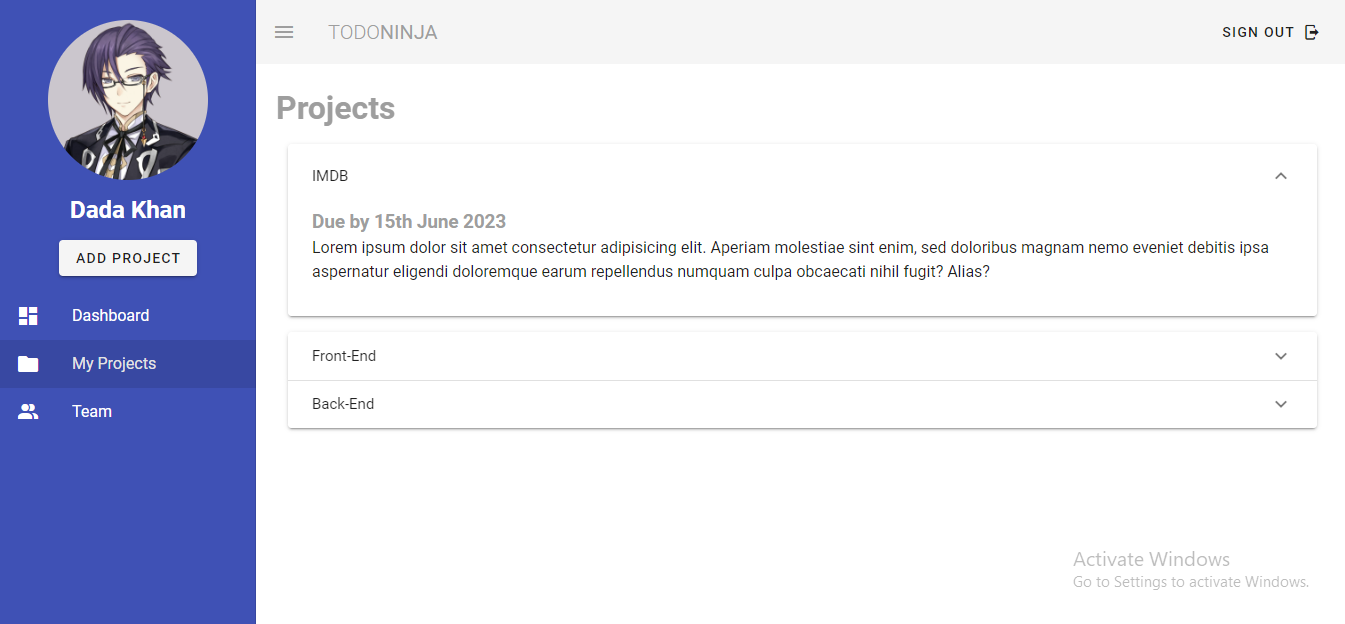 TODONINJA
SIGN OUT
Dada Khan
ADD PROJECT
Dashboard
My Projects
Team
Projects
IMDB
Due by 15th June 2023
Lorem ipsum dolor sit amet consectetur adipisicing elit. Aperiam molestiae sint enim, sed doloribus magnam nemo eveniet debitis ipsa
aspernatur eligendi doloremque earum repellendus numquam culpa obcaecati nihil fugit? Alias?
Front-End
Back-End
Activate Windows
Go to Settings to activate Windows.